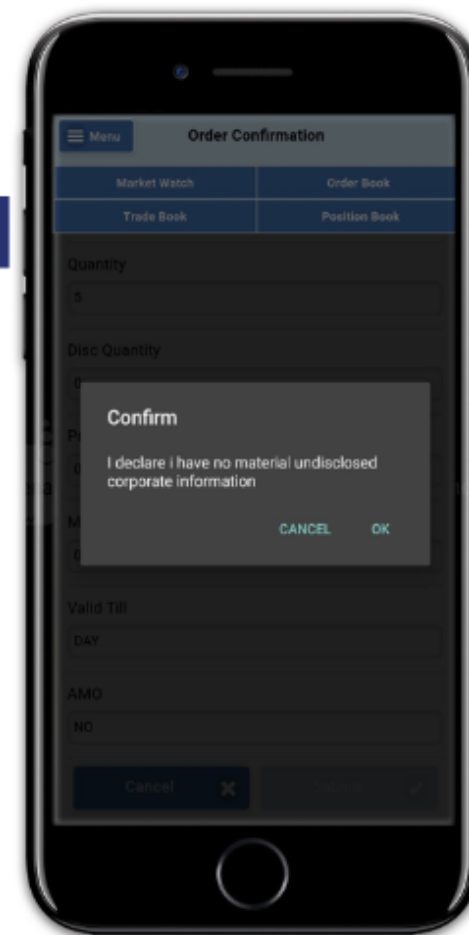 Menu
Order Confirmation
Market Watch
Order Book
Trade Book
Position Book
Quantity
5
Disc Quantity
0
Confirm
I declare i have no material undisclosed
corporate information
CANCEL
OK
Valid Till
DAY
AMO
NO
Cancel